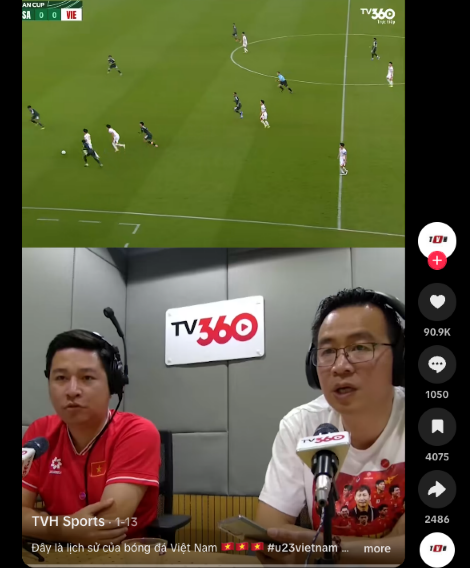 AN CUP
SA 0 0 VIE
TV360
TV360
90.9K
1050
TV360
4075
2486
TVH Sports · 1-13
Đây là lịch sử của bóng đá Việt Nam 🇻🇳 🇻🇳 🇻🇳 #u23vietnam ... more